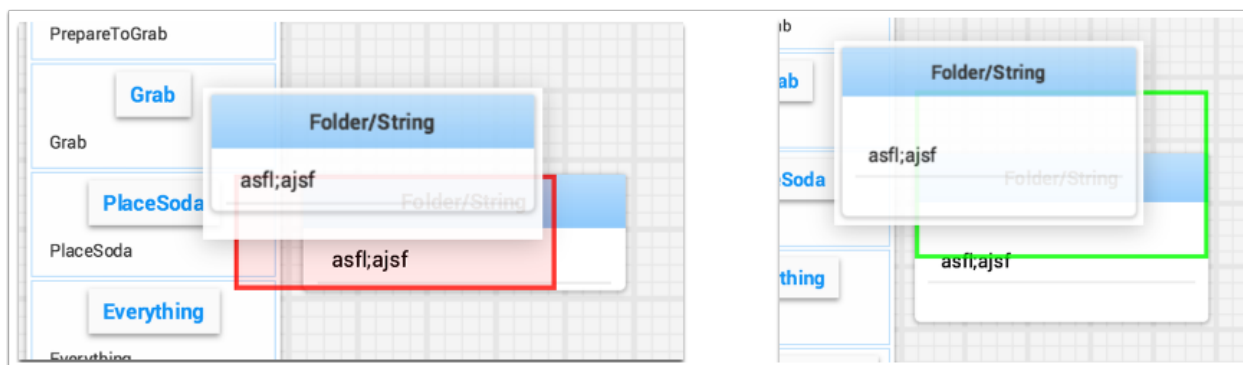 PrepareToGrab
Grab
Folder/String
Grab
asfl;ajsf
PlaceSoda
Folder/String
PlaceSoda
asfl;ajsf
Everything
Everything
ab
Folder/String
ab
asfl;ajsf
Soda
Folder/String
asfl;ajsf
thing